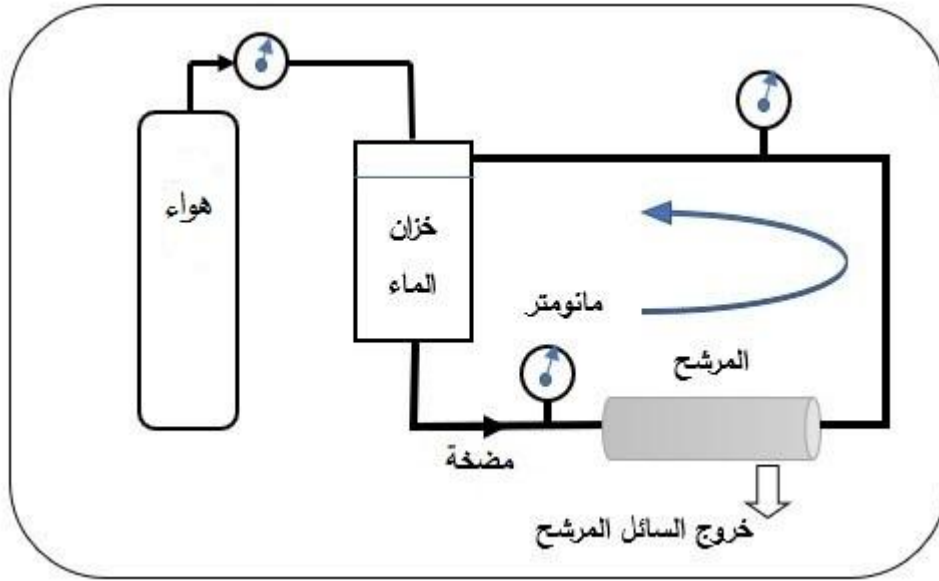 هواء
خزان
الماء
مانومتر
المرشح
مضخة
خروج السائل المرشح